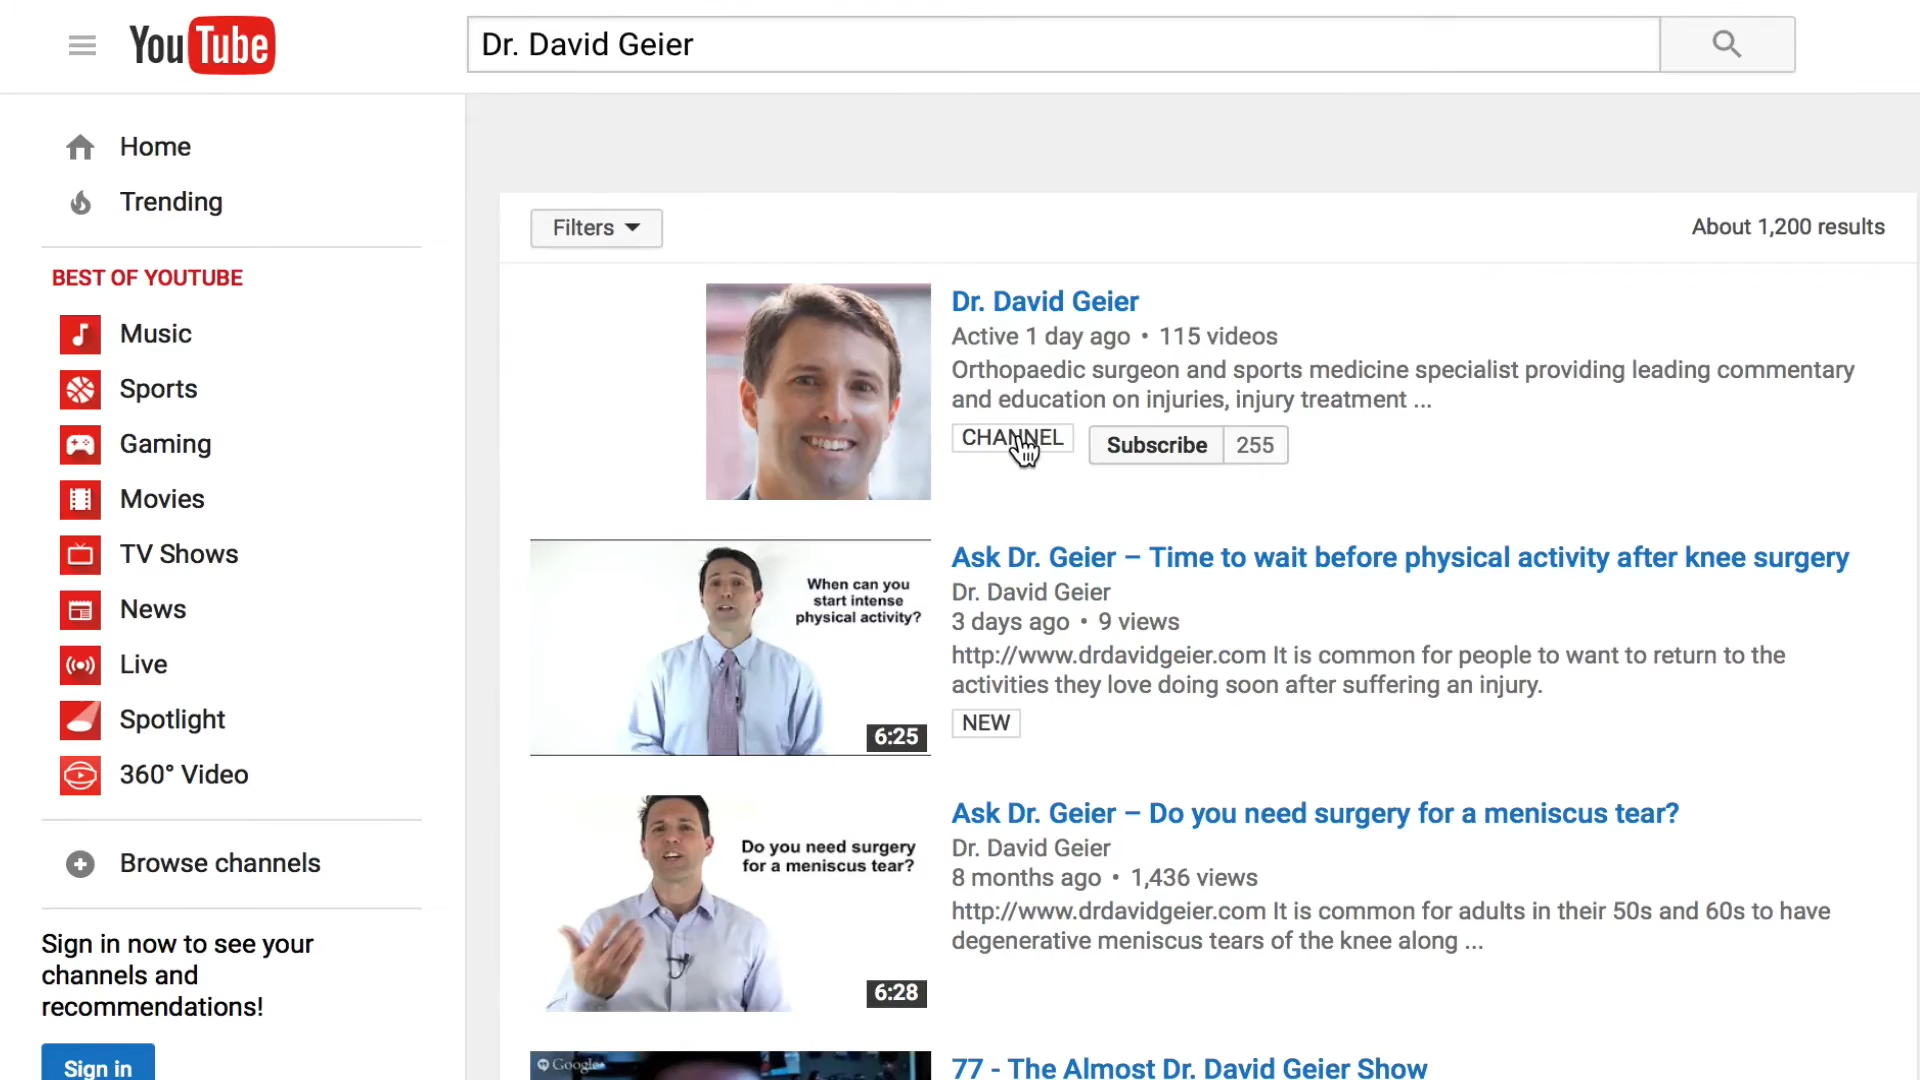 YouTube
Dr. David Geier
Home
Trending
BEST OF YOUTUBE
Music
Sports
Gaming
Movies
TV Shows
News
Live
Spotlight
360° Video
Browse channels
Sign in now to see your
channels and
recommendations!
Sign in
Filters
About 1,200 results
Dr. David Geier
Active 1 day ago • 115 videos
Orthopaedic surgeon and sports medicine specialist providing leading commentary
and education on injuries, injury treatment ...
CHANNEL
Subscribe 255
When can you
start intense
physical activity?
6:25
Ask Dr. Geier – Time to wait before physical activity after knee surgery
Dr. David Geier
3 days ago • 9 views
http://www.drdavidgeier.com It is common for people to want to return to the
activities they love doing soon after suffering an injury.
NEW
Do you need surgery
for a meniscus tear?
6:28
Ask Dr. Geier – Do you need surgery for a meniscus tear?
Dr. David Geier
8 months ago • 1,436 views
http://www.drdavidgeier.com It is common for adults in their 50s and 60s to have
degenerative meniscus tears of the knee along ...
Google+
77 - The Almost Dr. David Geier Show